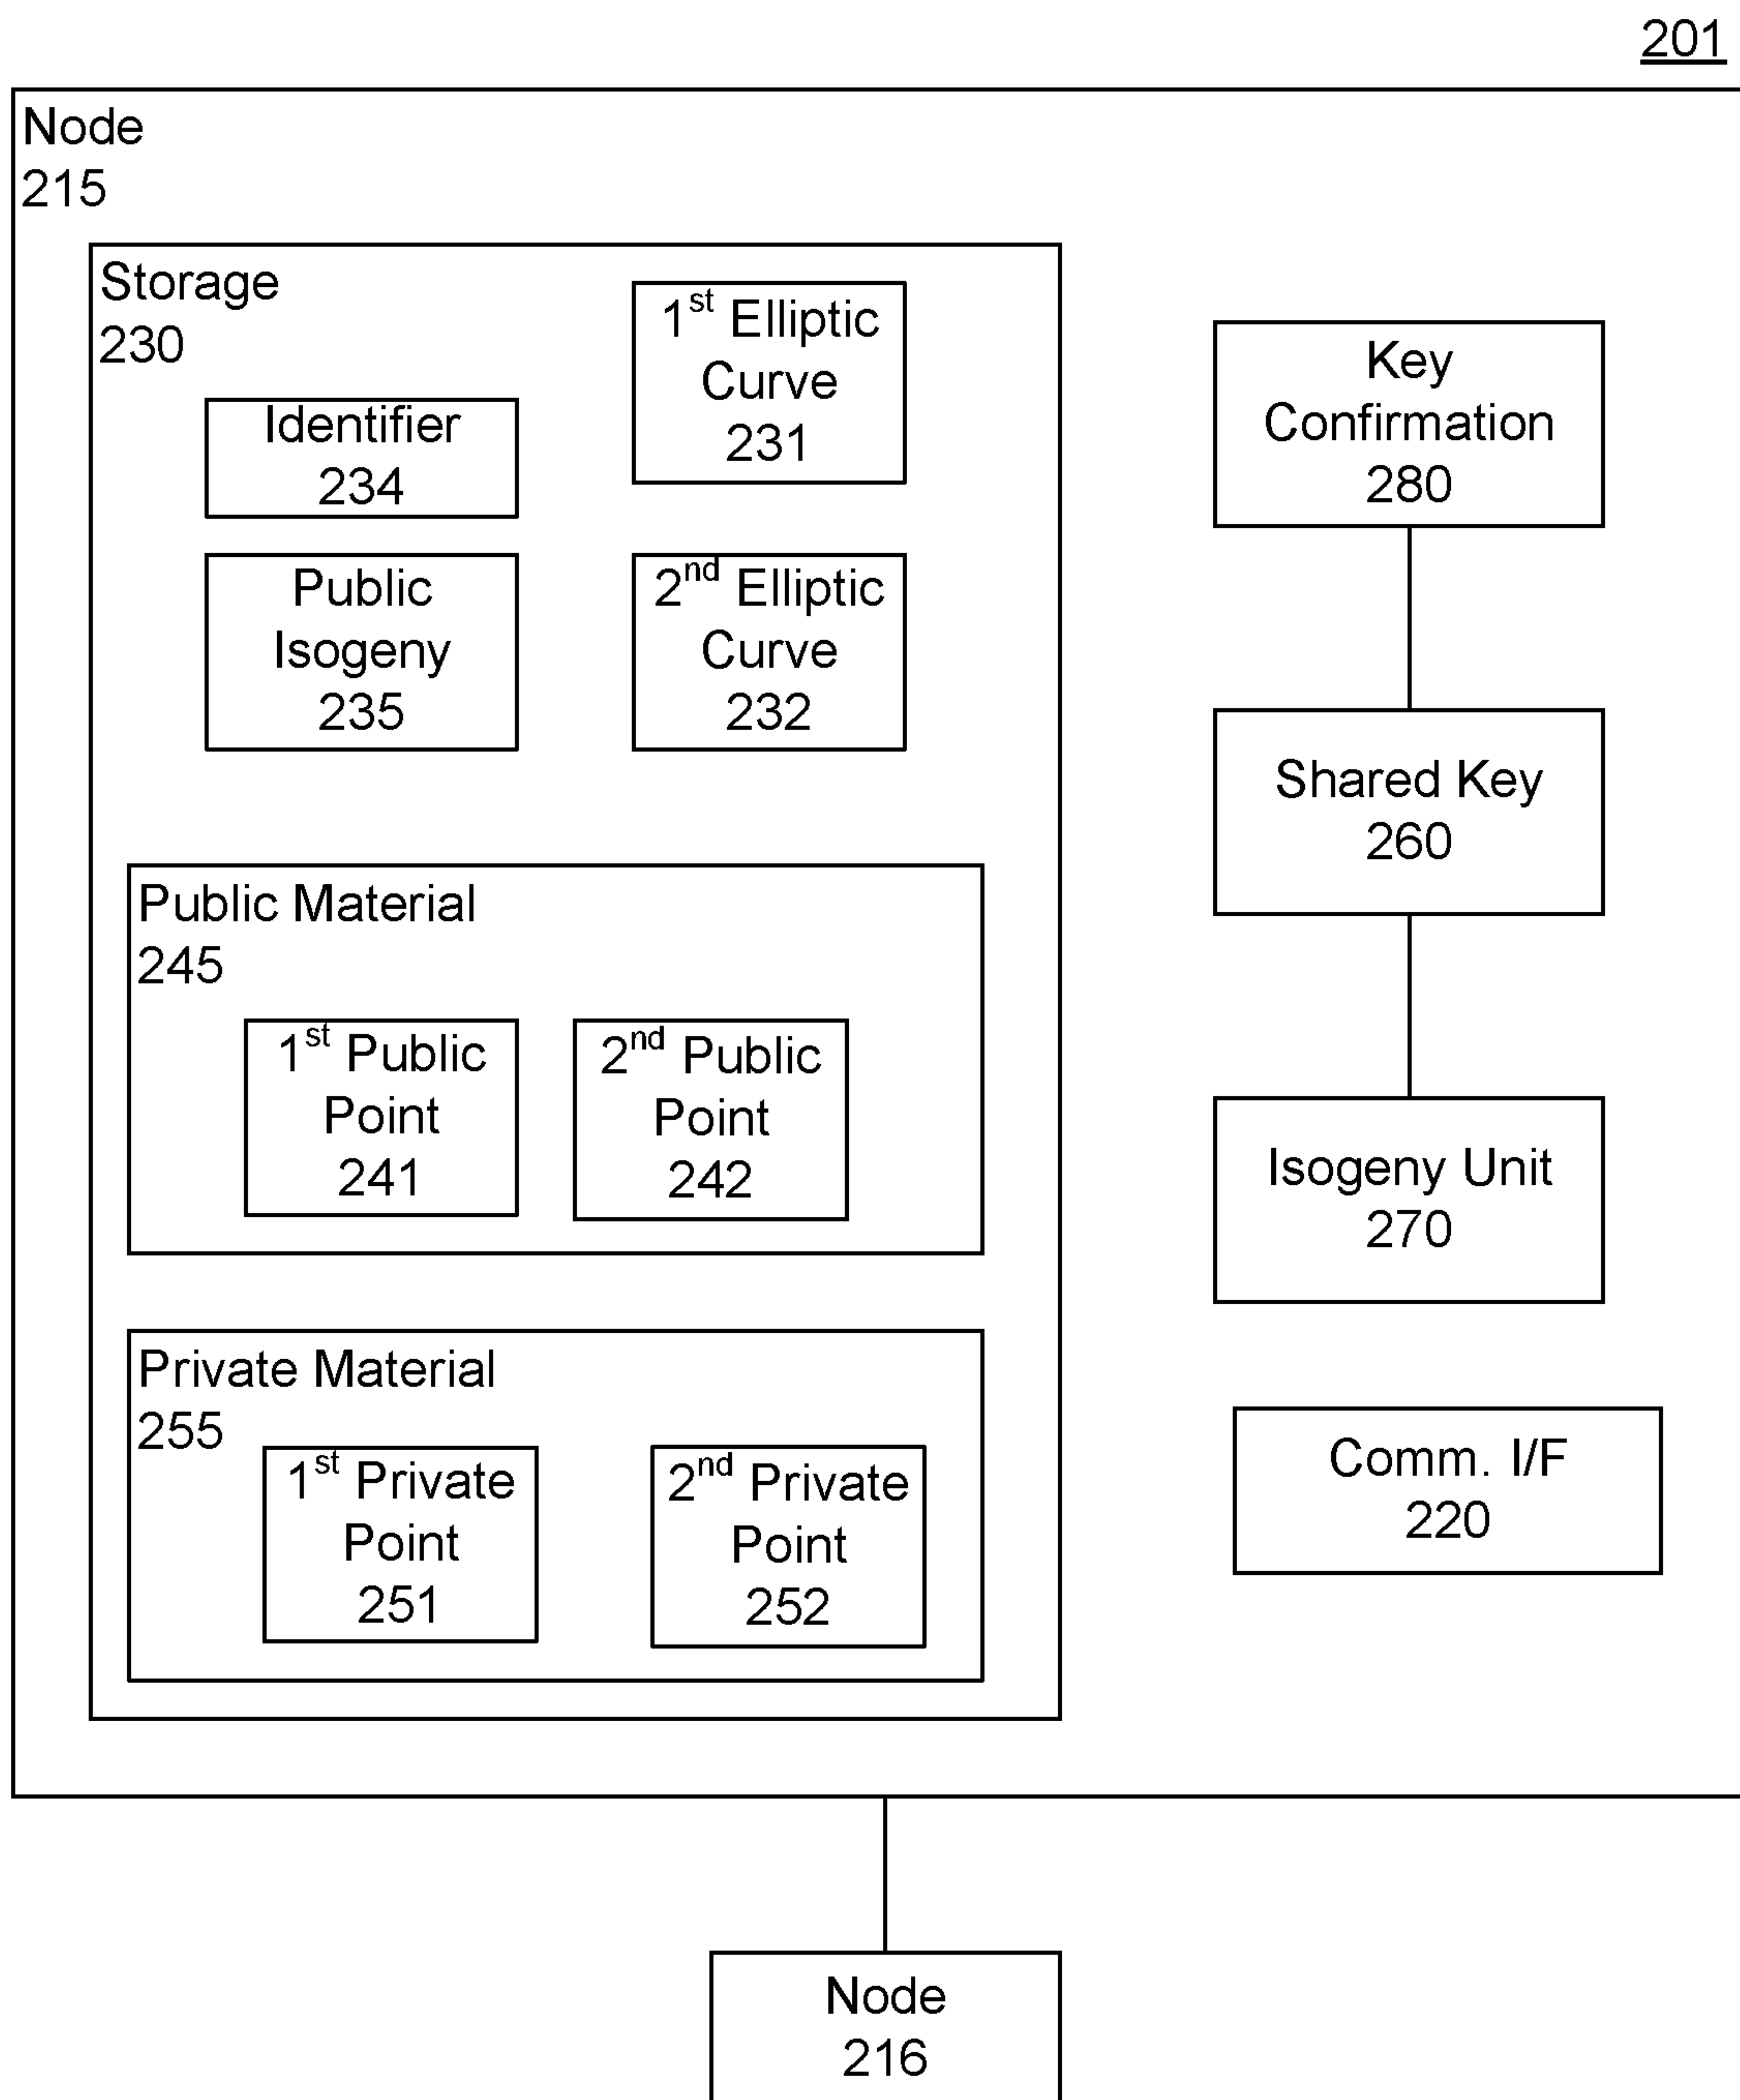 201
Node
215
Storage
230
1st Elliptic
Curve
231
Identifier
234
Public
Isogeny
235
2nd Elliptic
Curve
232
Public Material
245
1st Public
Point
241
2nd Public
Point
242
Private Material
255
1st Private
Point
251
2nd Private
Point
252
Key
Confirmation
280
Shared Key
260
Isogeny Unit
270
Comm. I/F
220
Node
216